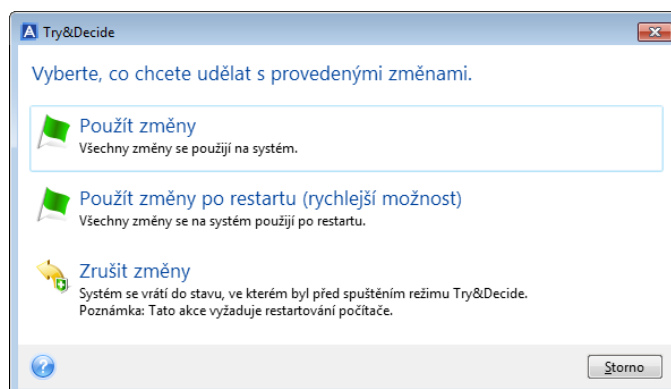 Try&Decide
Vyberte, co chcete udělat s provedenými změnami.
Použít změny
Všechny změny se použijí na systém.
Použít změny po restartu (rychlejší možnost)
Všechny změny se na systém použijí po restartu.
Zrušit změny
Systém se vrátí do stavu, ve kterém byl před spuštěním režimu Try&Decide.
Poznámka: Tato akce vyžaduje restartování počítače.
Storno